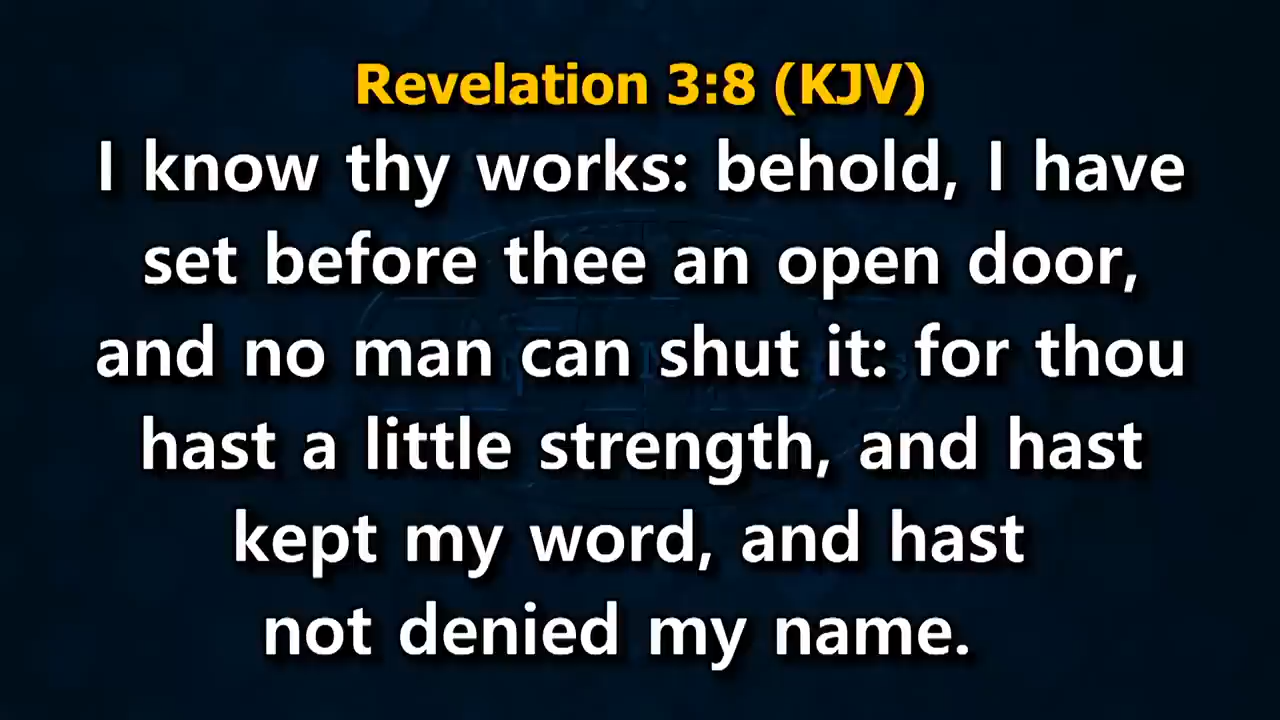 Revelation 3:8 (KJV)
I know thy works: behold, I have
set before thee an open door,
and no man can shut it: for thou
hast a little strength, and hast
kept my word, and hast
not denied my name.